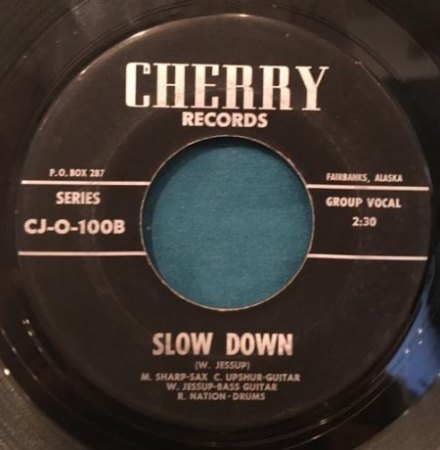 CHERRY
RECORDS
P.O. BOX 287
FAIRBANKS, ALASKA
SERIES
GROUP VOCAL
CJ-O-100B
2:30
SLOW DOWN
(W. JESSUP)
M. SHARP-SAX C. UPSHUR-GUITAR
W. JESSUP-BASS GUITAR
R. NATION-DRUMS